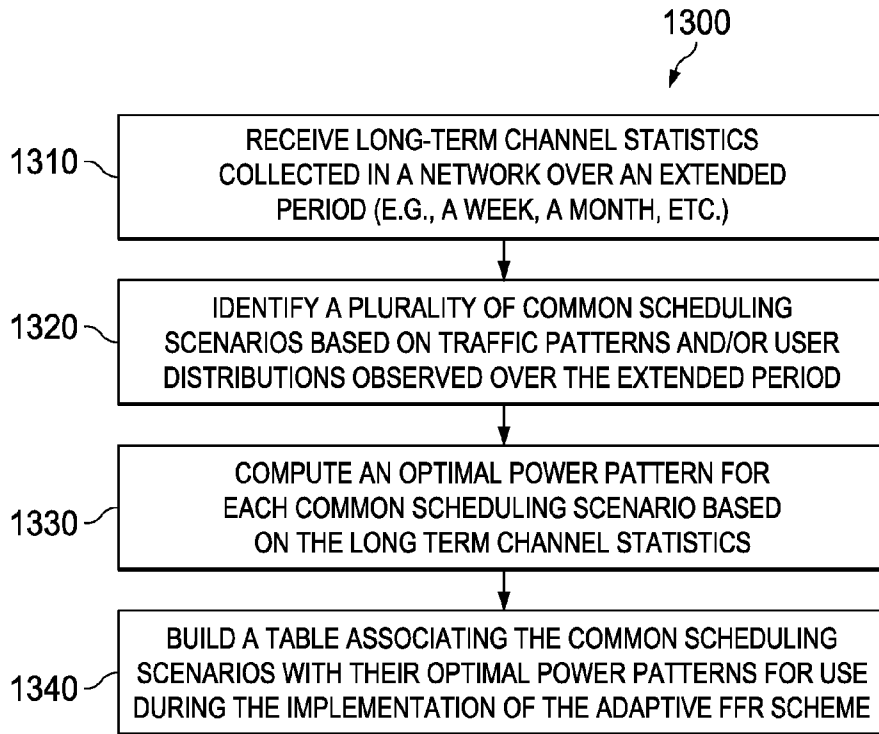 1300
1310
RECEIVE LONG-TERM CHANNEL STATISTICS
COLLECTED IN A NETWORK OVER AN EXTENDED
PERIOD (E.G., A WEEK, A MONTH, ETC.)
1320
IDENTIFY A PLURALITY OF COMMON SCHEDULING
SCENARIOS BASED ON TRAFFIC PATTERNS AND/OR USER
DISTRIBUTIONS OBSERVED OVER THE EXTENDED PERIOD
1330
COMPUTE AN OPTIMAL POWER PATTERN FOR
EACH COMMON SCHEDULING SCENARIO BASED
ON THE LONG TERM CHANNEL STATISTICS
1340
BUILD A TABLE ASSOCIATING THE COMMON SCHEDULING
SCENARIOS WITH THEIR OPTIMAL POWER PATTERNS FOR USE
DURING THE IMPLEMENTATION OF THE ADAPTIVE FFR SCHEME